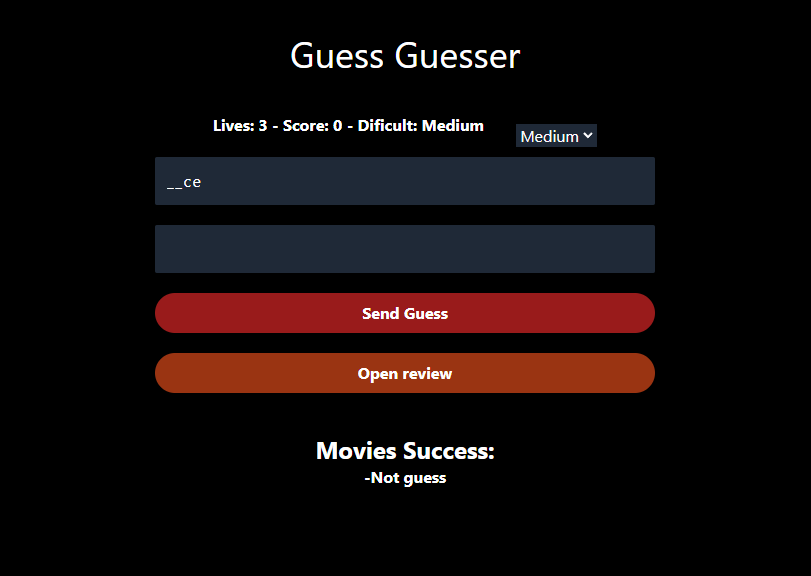 Guess Guesser
Lives: 3 - Score: 0 - Dificult: Medium
Medium
__ce
Send Guess
Open review
Movies Success:
-Not guess